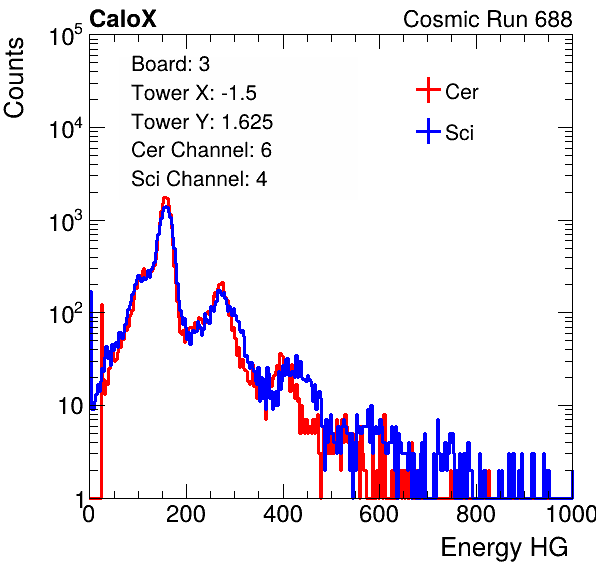 CaloX Cosmic Run 688
Counts
10^5
10^4
10^3
10^2
10
1
Board: 3
Tower X: -1.5
Tower Y: 1.625
Cer Channel: 6
Sci Channel: 4
Cer
Sci
0 200 400 600 800 1000
Energy HG